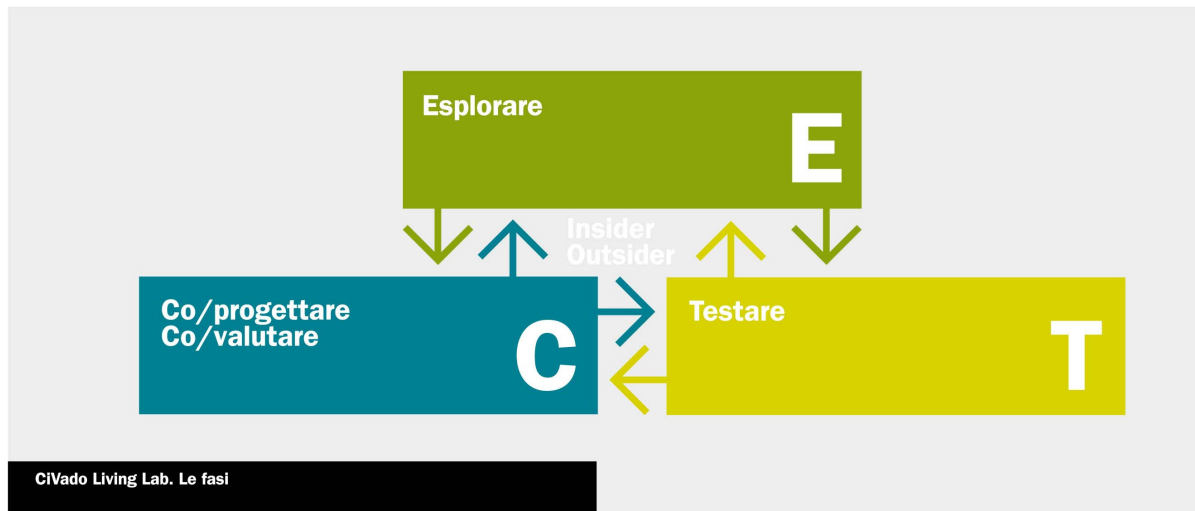 Esplorare
E
Insider
Outsider
Co/progettare
Co/valutare
C
Testare
T
CiVado Living Lab. Le fasi